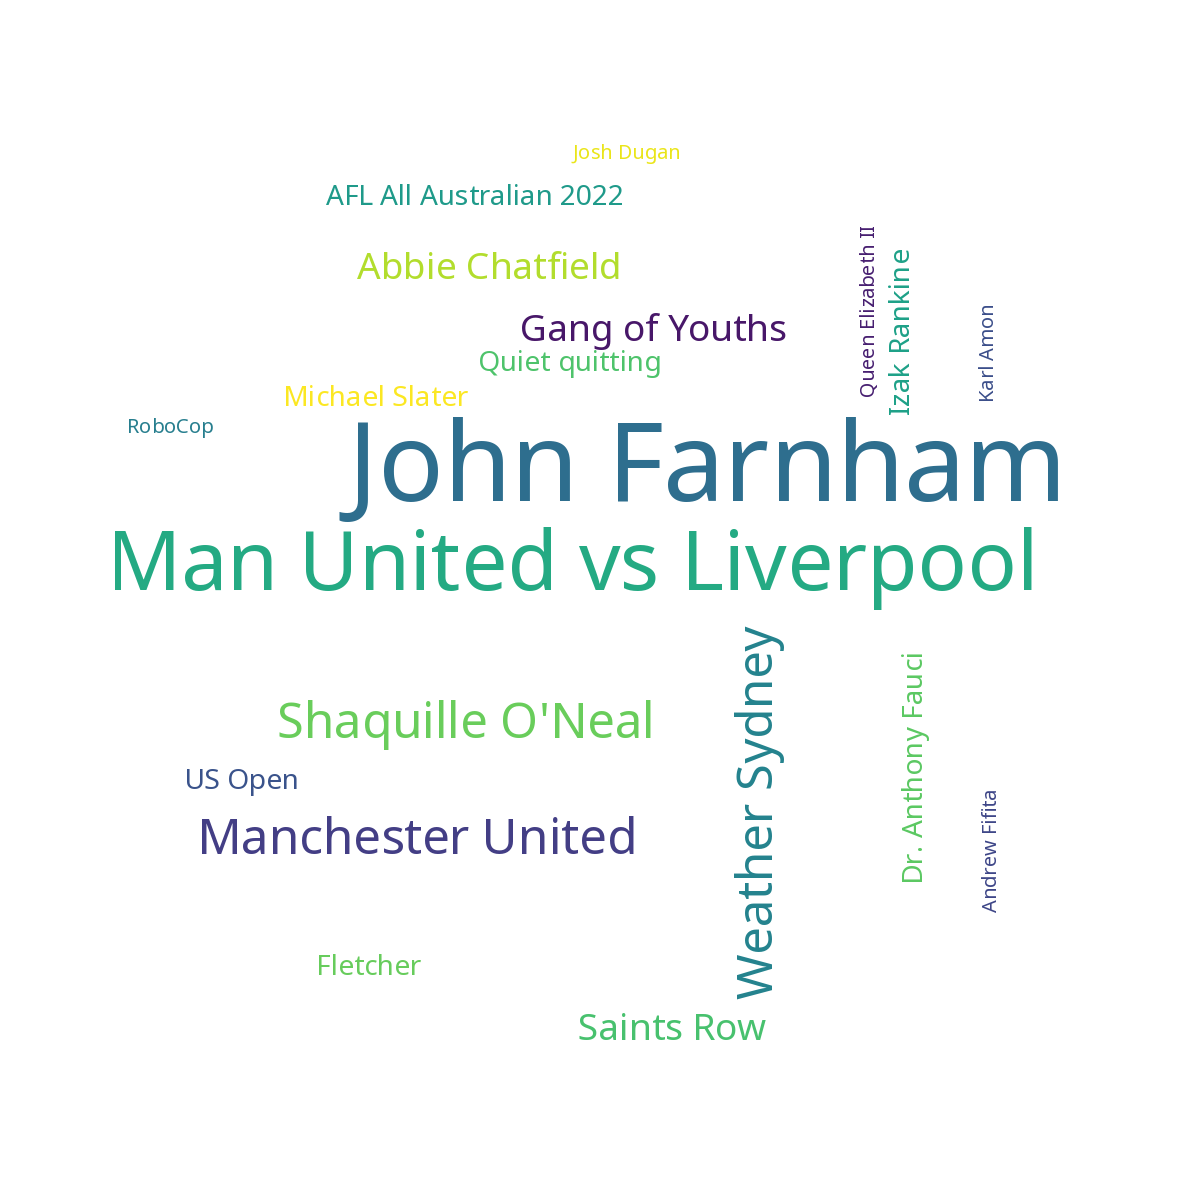 Josh Dugan
AFL All Australian 2022
Abbie Chatfield
Queen Elizabeth II
Izak Rankine
Karl Amon
Gang of Youths
Quiet quitting
Michael Slater
RoboCop
John Farnham
Man United vs Liverpool
Weather Sydney
Dr. Anthony Fauci
Shaquille O'Neal
US Open
Andrew Fifita
Manchester United
Fletcher
Saints Row